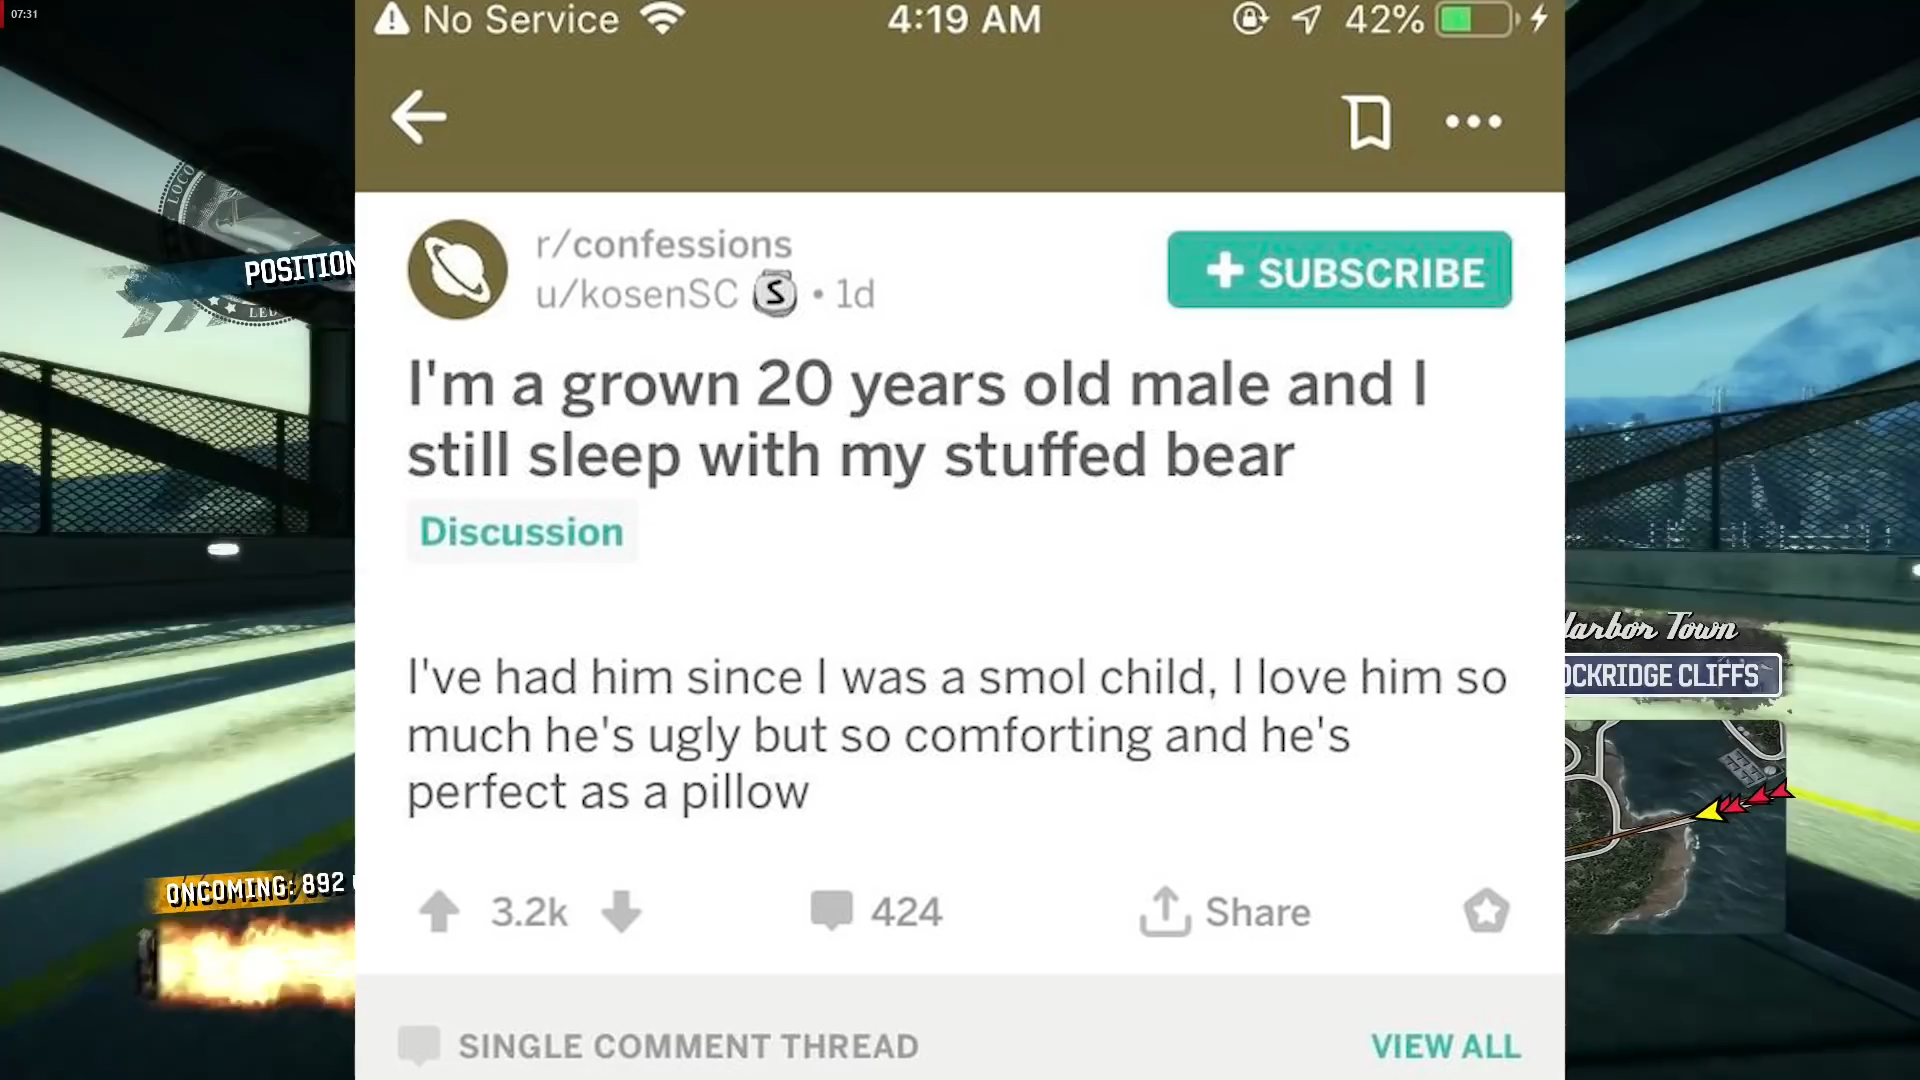 07:31
No Service
4:19 AM
42%
r/confessions
u/kosenSC S • 1d
+ SUBSCRIBE
I'm a grown 20 years old male and I
still sleep with my stuffed bear
Discussion
I've had him since I was a smol child, I love him so
much he's ugly but so comforting and he's
perfect as a pillow
3.2k
424
Share
SINGLE COMMENT THREAD
VIEW ALL
POSITION
ONCOMING: 892
Harbor Town
OCKRIDGE CLIFFS